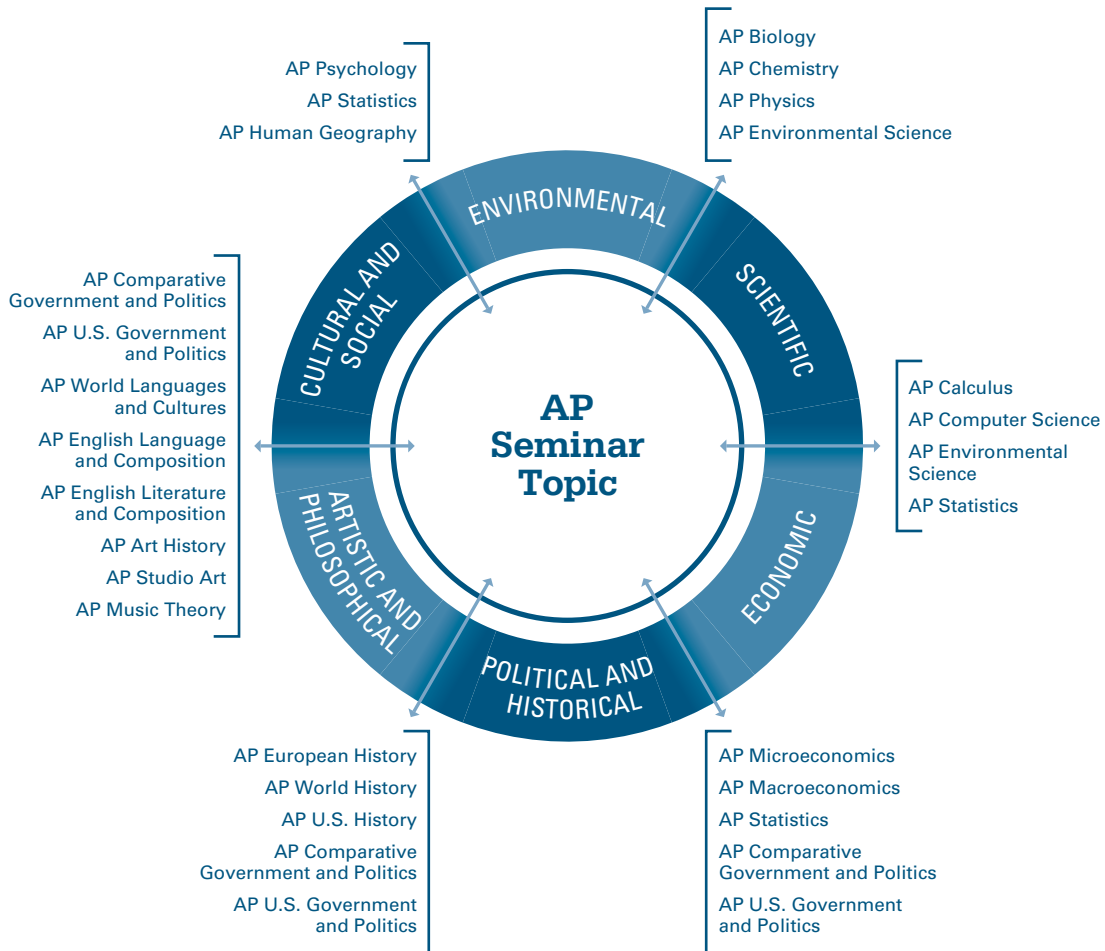 AP Psychology
AP Statistics
AP Human Geography
AP Biology
AP Chemistry
AP Physics
AP Environmental Science
ENVIRONMENTAL
CULTURAL AND
SOCIAL
SCIENTIFIC
AP Comparative
Government and Politics
AP U.S. Government
and Politics
AP World Languages
and Cultures
AP English Language
and Composition
AP English Literature
and Composition
AP Art History
AP Studio Art
AP Music Theory
AP
Seminar
Topic
AP Calculus
AP Computer Science
AP Environmental
Science
AP Statistics
ARTISTIC AND
PHILOSOPHICAL
ECONOMIC
POLITICAL AND
HISTORICAL
AP European History
AP World History
AP U.S. History
AP Comparative
Government and Politics
AP U.S. Government
and Politics
AP Microeconomics
AP Macroeconomics
AP Statistics
AP Comparative
Government and Politics
AP U.S. Government
and Politics